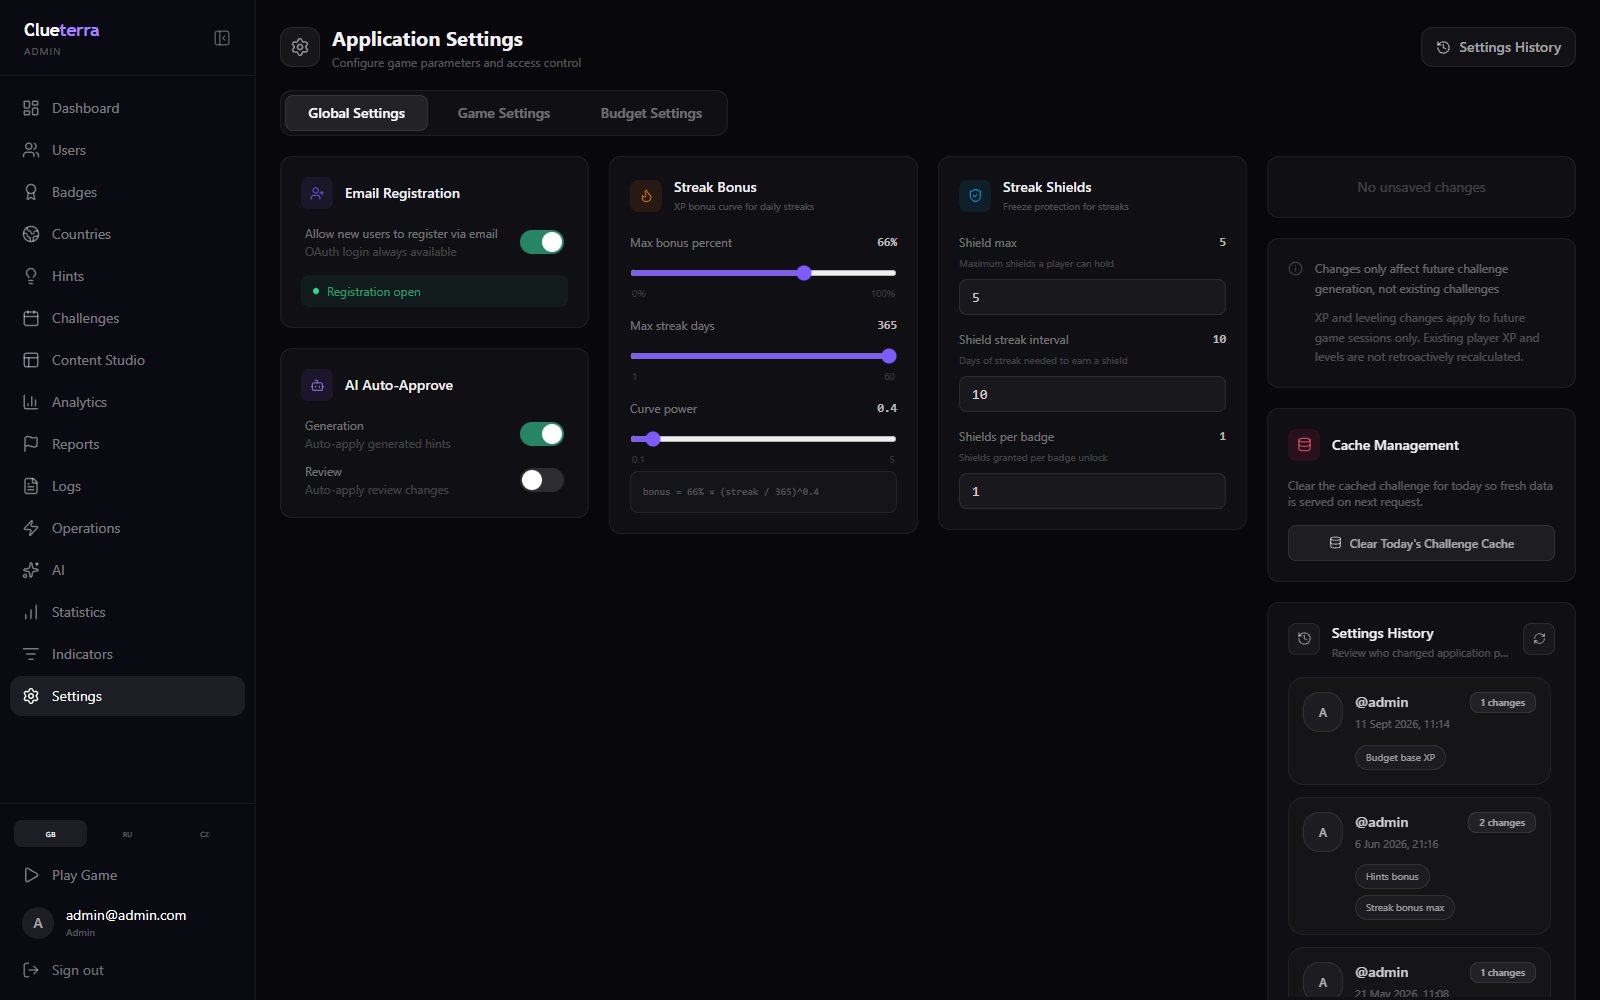 Clueterra
ADMIN
Dashboard
Users
Badges
Countries
Hints
Challenges
Content Studio
Analytics
Reports
Logs
Operations
AI
Statistics
Indicators
Settings
GB
RU
CZ
Play Game
A
admin@admin.com
Admin
Sign out
Application Settings
Configure game parameters and access control
Settings History
Global Settings
Game Settings
Budget Settings
Email Registration
Allow new users to register via email
OAuth login always available
Registration open
AI Auto-Approve
Generation
Auto-apply generated hints
Review
Auto-apply review changes
Streak Bonus
XP bonus curve for daily streaks
Max bonus percent 66%
0% 100%
Max streak days 365
1 60
Curve power 0.4
0.1 5
bonus = 66% × (streak / 365)^0.4
Streak Shields
Freeze protection for streaks
Shield max 5
Maximum shields a player can hold
5
Shield streak interval 10
Days of streak needed to earn a shield
10
Shields per badge 1
Shields granted per badge unlock
1
No unsaved changes
Changes only affect future challenge
generation, not existing challenges
XP and leveling changes apply to future
game sessions only. Existing player XP and
levels are not retroactively recalculated.
Cache Management
Clear the cached challenge for today so fresh data
is served on next request.
Clear Today's Challenge Cache
Settings History
Review who changed application p...
A
@admin
1 changes
11 Sept 2026, 11:14
Budget base XP
A
@admin
2 changes
6 Jun 2026, 21:16
Hints bonus
Streak bonus max
A
@admin
1 changes
21 May 2026, 11:08